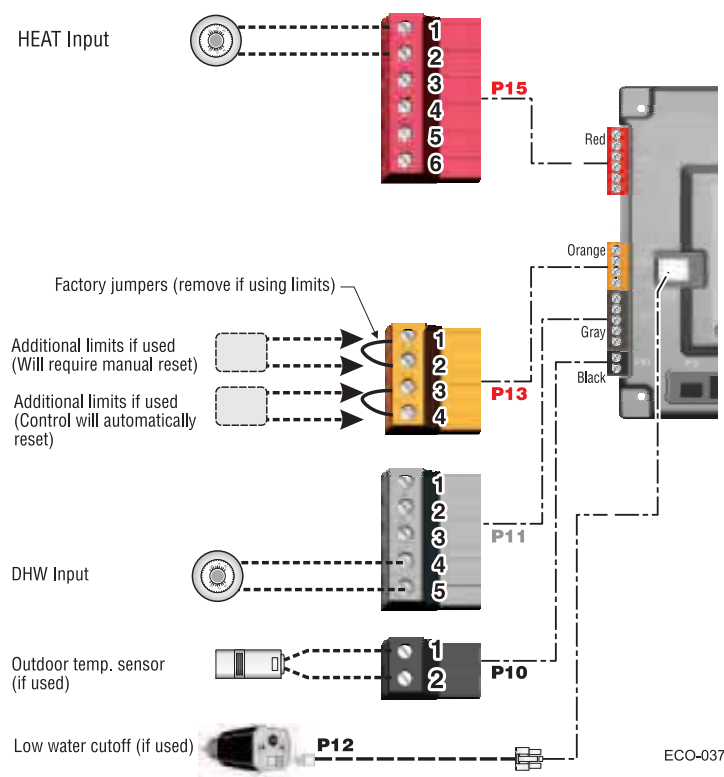 HEAT Input
1
2
3
4
5
6
P15
Red
Orange
Gray
Black
Factory jumpers (remove if using limits)
Additional limits if used
(Will require manual reset)
Additional limits if used
(Control will automatically
reset)
1
2
3
4
P13
1
2
3
4
5
P11
DHW Input
Outdoor temp. sensor
(if used)
1
2
P10
Low water cutoff (if used)
P12
ECO-037